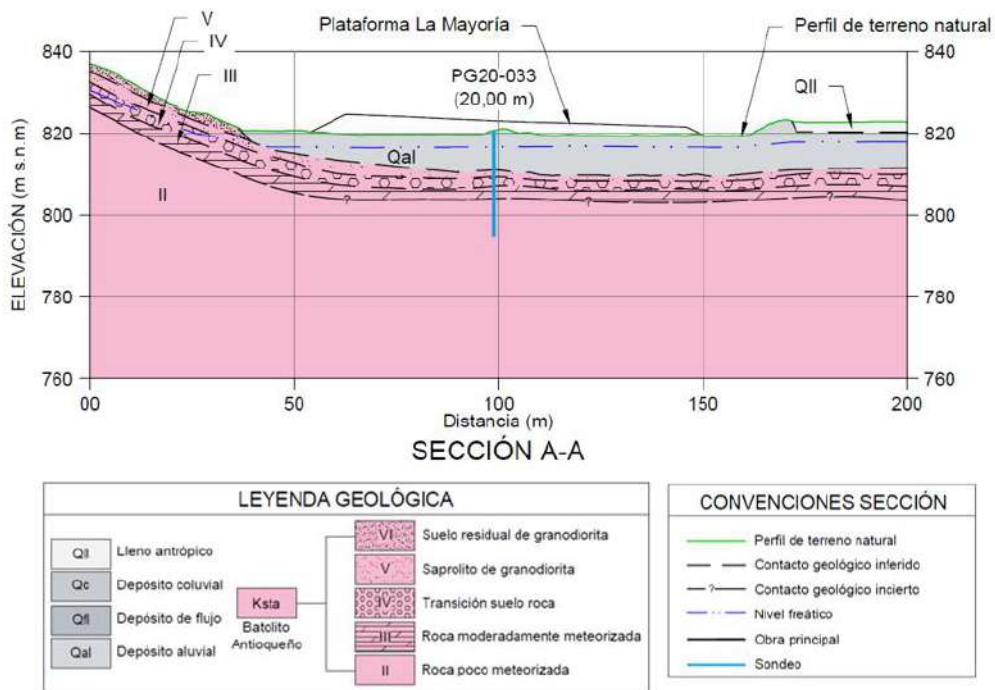 V
IV
III
Plataforma La Mayoría
Perfil de terreno natural
840
840
PG20-033
(20,00 m)
QII
820
820
Qal
II
?
?
?
800
800
780
780
760
760
ELEVACIÓN (m s.n.m)
00
50
100
150
200
Distancia (m)
SECCIÓN A-A
LEYENDA GEOLÓGICA
Qll Lleno antrópico
Qc Depósito coluvial
Qfl Depósito de flujo
Qal Depósito aluvial
Ksta
Batolito
Antioqueño
VI Suelo residual de granodiorita
V Saprolito de granodiorita
IV Transición suelo roca
III Roca moderadamente meteorizada
II Roca poco meteorizada
CONVENCIONES SECCIÓN
Perfil de terreno natural
Contacto geológico inferido
? Contacto geológico incierto
Nivel freático
Obra principal
Sondeo